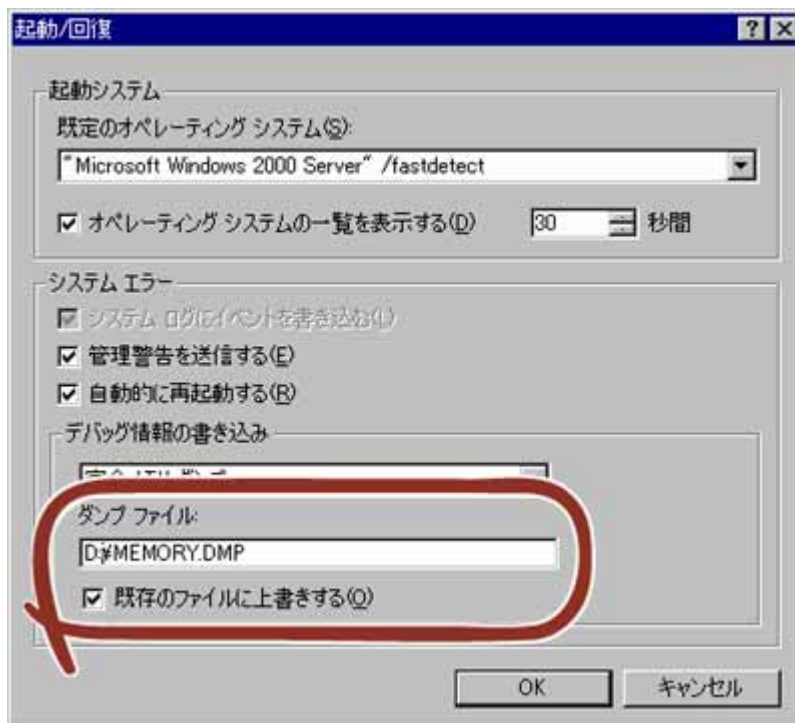 起動/回復
起動システム
既定のオペレーティング システム(S):
"Microsoft Windows 2000 Server" /fastdetect
オペレーティング システムの一覧を表示する(D) 30 秒間
システム エラー
システム ログにイベントを書き込む(L)
管理警告を送信する(E)
自動的に再起動する(R)
デバッグ情報の書き込み
ダンプ ファイル:
D:¥MEMORY.DMP
既存のファイルに上書きする(O)
OK キャンセル